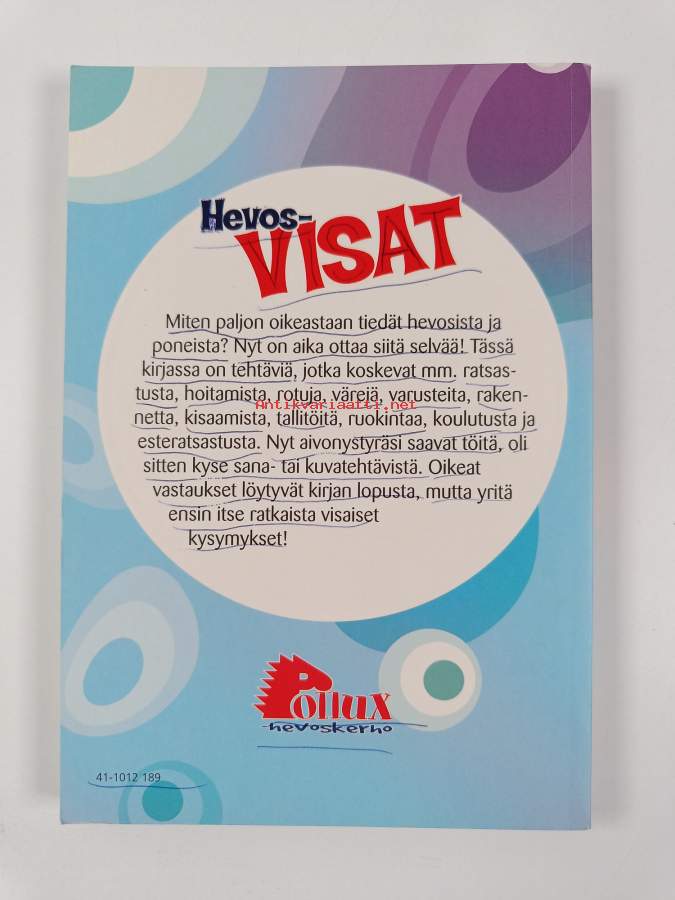 Hevos-
VISAT
Miten paljon oikeastaan tiedät hevosista ja
poneista? Nyt on aika ottaa siitä selvää! Tässä
kirjassa on tehtäviä, jotka koskevat mm. ratsas-
tusta, hoitamista, rotuja, värejä, varusteita, raken-
Antikvariaatti.net
netta, kisaamista, tallitöitä, ruokintaa, koulutusta ja
esteratsastusta. Nyt aivonystyräsi saavat töitä, oli
sitten kyse sana- tai kuvatehtävistä. Oikeat
vastaukset löytyvät kirjan lopusta, mutta yritä
ensin itse ratkaista visaiset
kysymykset!
Pollux
hevoskerho
41-1012 189